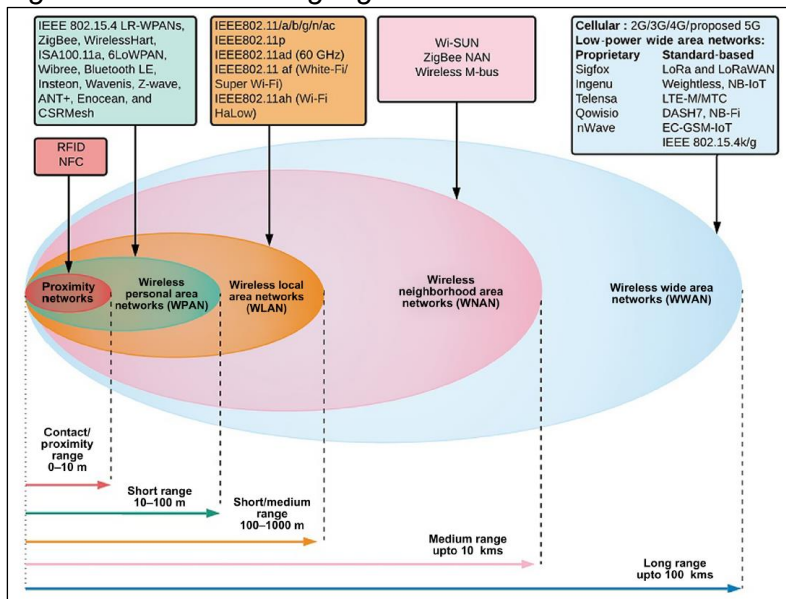 IEEE 802.15.4 LR-WPANs,
ZigBee, WirelessHart,
ISA100.11a, 6LoWPAN,
Wibree, Bluetooth LE,
Insteon, Wavenis, Z-wave,
ANT+, Enocean, and
CSRMesh
IEEE802.11/a/b/g/n/ac
IEEE802.11p
IEEE802.11ad (60 GHz)
IEEE802.11 af (White-Fi/
Super Wi-Fi)
IEEE802.11ah (Wi-Fi
HaLow)
Wi-SUN
ZigBee NAN
Wireless M-bus
Cellular : 2G/3G/4G/proposed 5G
Low-power wide area networks:
Proprietary Standard-based
Sigfox LoRa and LoRaWAN
Ingenu Weightless, NB-IoT
Telensa LTE-M/MTC
Qowisio DASH7, NB-Fi
nWave EC-GSM-IoT
IEEE 802.15.4k/g
RFID
NFC
Proximity
networks
Wireless
personal area
networks (WPAN)
Wireless local
area networks
(WLAN)
Wireless
neighborhood area
networks (WNAN)
Wireless wide area
networks (WWAN)
Contact/
proximity
range
0–10 m
Short range
10–100 m
Short/medium
range
100–1000 m
Medium range
upto 10 kms
Long range
upto 100 kms